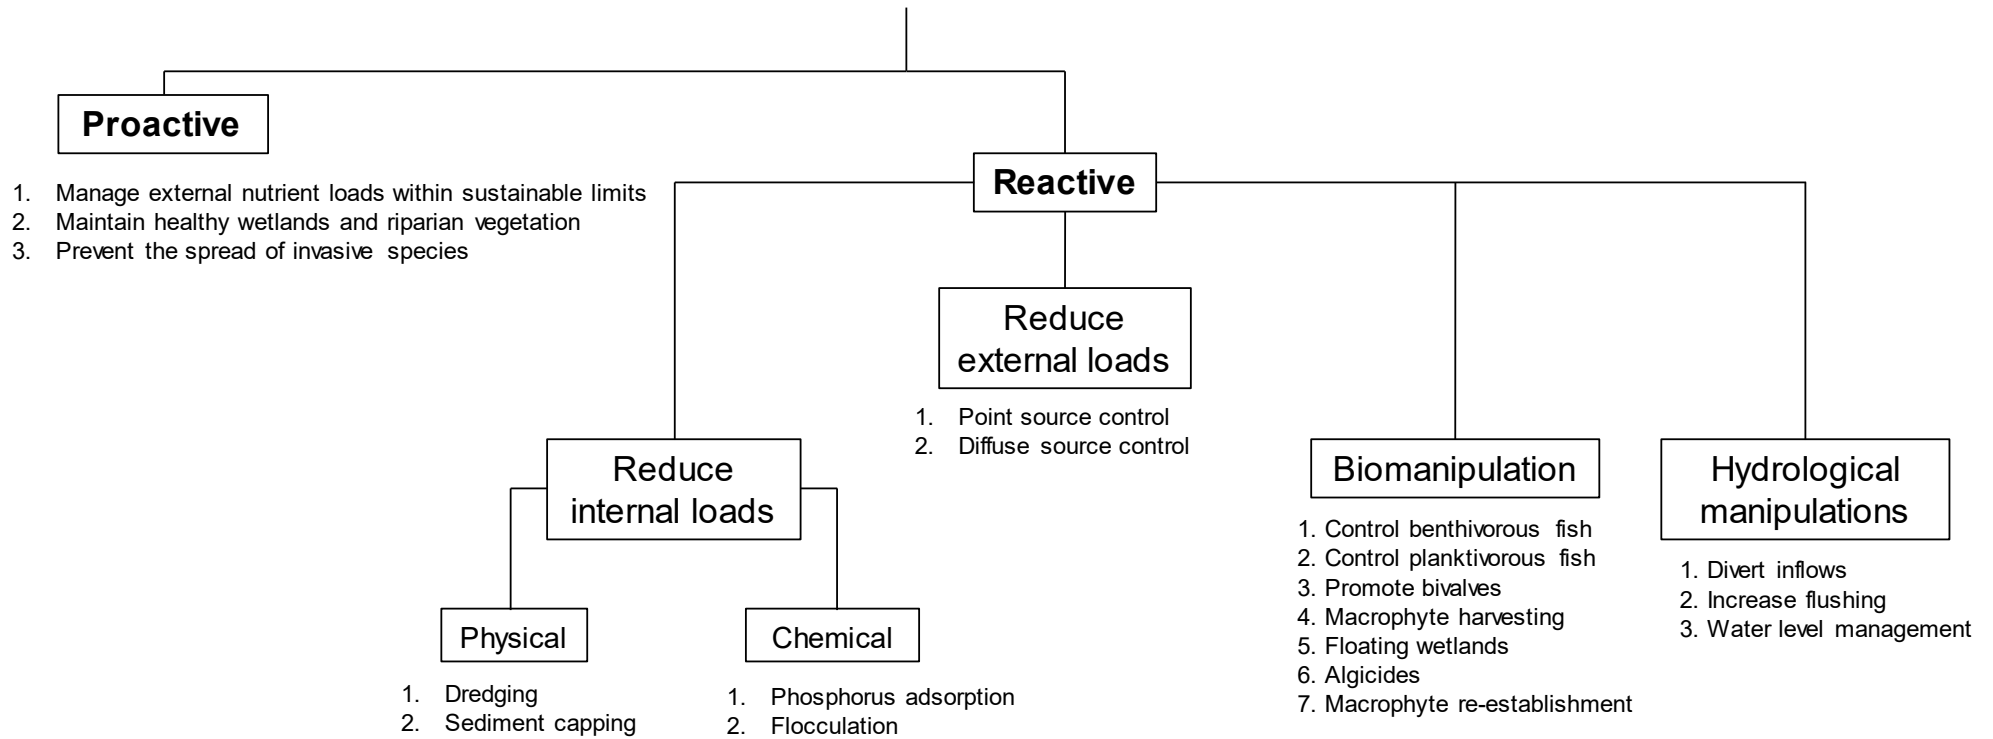 Proactive
1. Manage external nutrient loads within sustainable limits
2. Maintain healthy wetlands and riparian vegetation
3. Prevent the spread of invasive species
Reactive
Reduce
external loads
1. Point source control
2. Diffuse source control
Reduce
internal loads
Physical
1. Dredging
2. Sediment capping
Chemical
1. Phosphorus adsorption
2. Flocculation
Biomanipulation
1. Control benthivorous fish
2. Control planktivorous fish
3. Promote bivalves
4. Macrophyte harvesting
5. Floating wetlands
6. Algicides
7. Macrophyte re-establishment
Hydrological
manipulations
1. Divert inflows
2. Increase flushing
3. Water level management